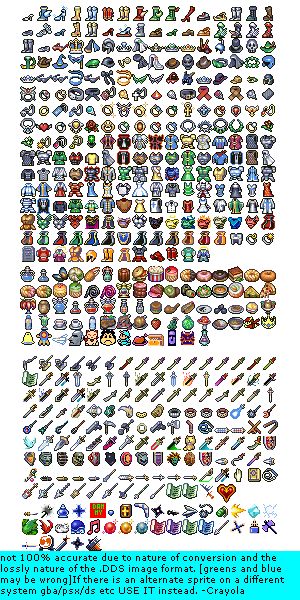 not 100% accurate due to nature of conversion and the
lossly nature of the .DDS image format. [greens and blue
may be wrong]If there is an alternate sprite on a different
system gba/psx/ds etc USE IT instead. -Crayola